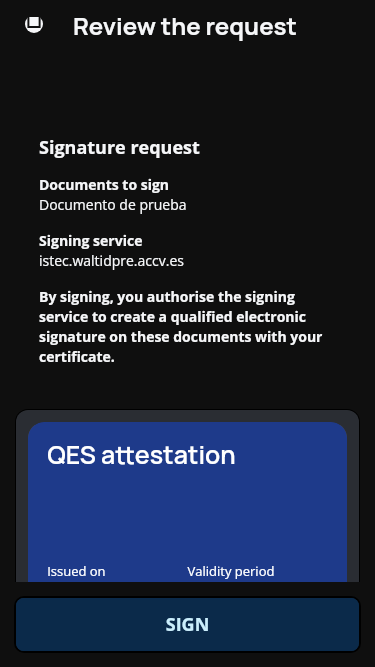 Review the request
Signature request
Documents to sign
Documento de prueba
Signing service
istec.waltidpre.accv.es
By signing, you authorise the signing
service to create a qualified electronic
signature on these documents with your
certificate.
QES attestation
Issued on
Validity period
SIGN